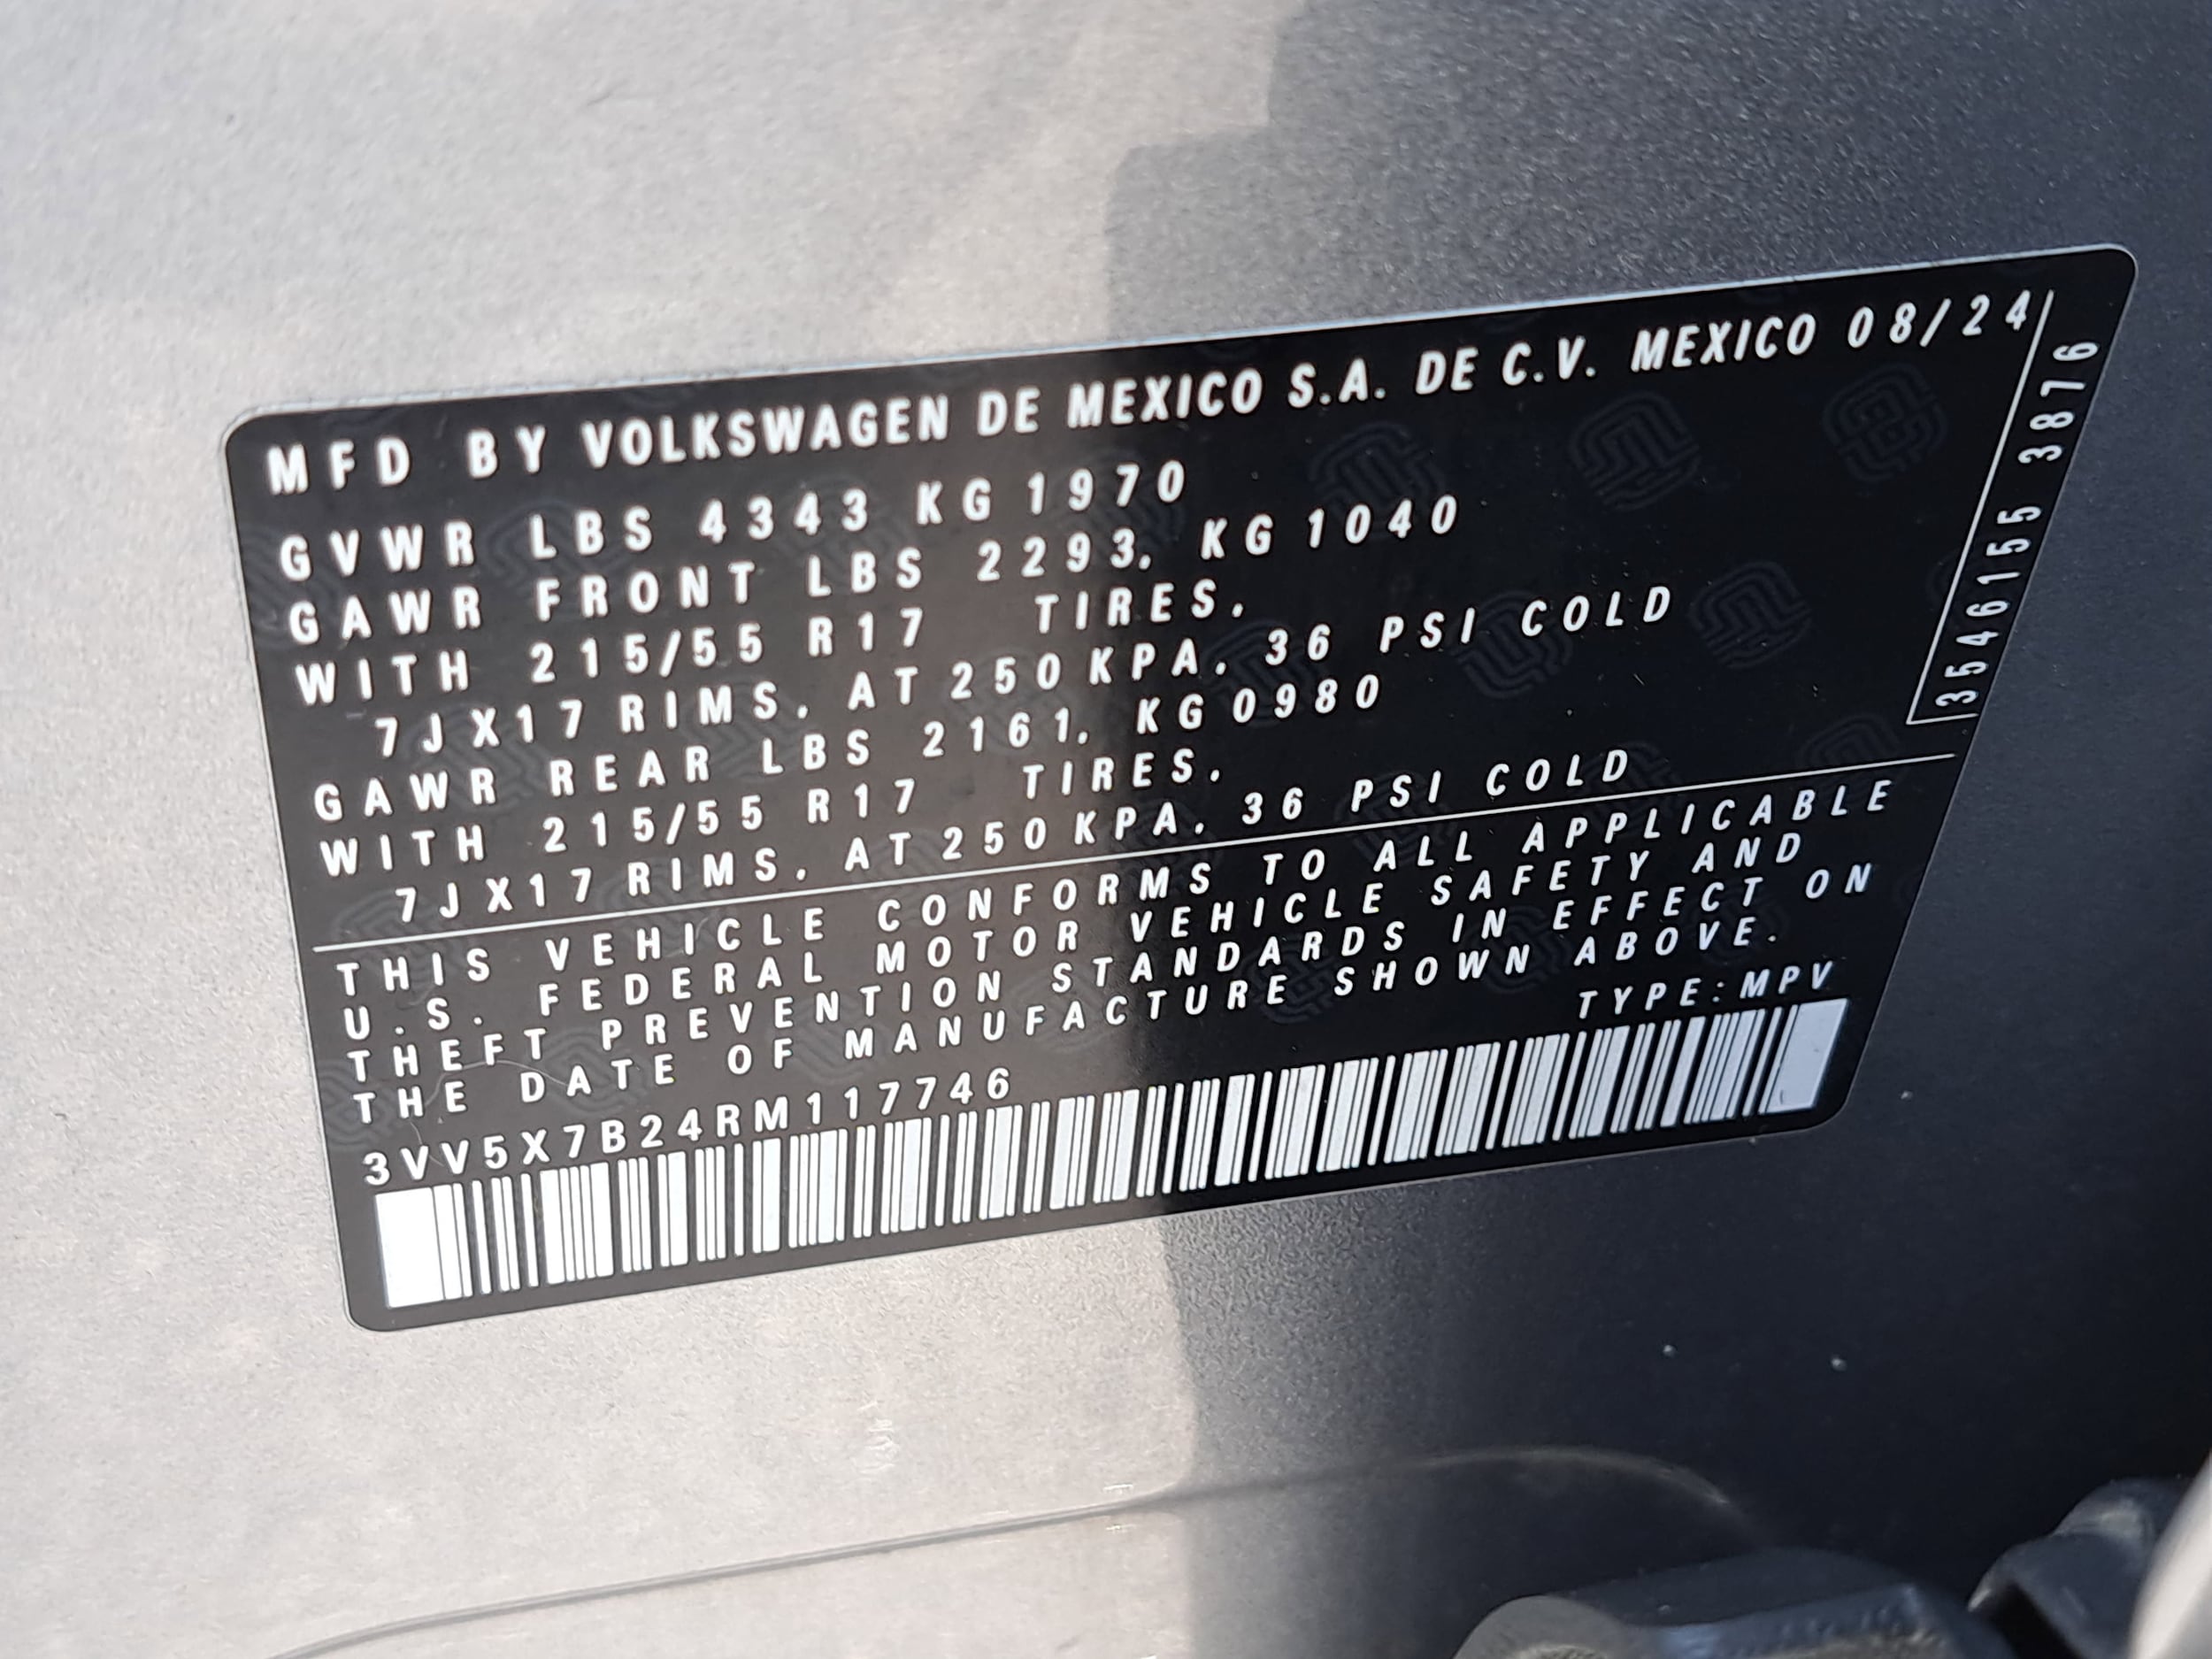 MFD BY VOLKSWAGEN DE MEXICO S.A. DE C.V. MEXICO 08/24
GVWR LBS 4343 KG 1970
GAWR FRONT LBS 2293, KG 1040
WITH 215/55 R17 TIRES,
7JX17 RIMS, AT 250 KPA, 36 PSI COLD
GAWR REAR LBS 2161, KG 0980
WITH 215/55 R17 TIRES,
7JX17 RIMS, AT 250 KPA, 36 PSI COLD
THIS VEHICLE CONFORMS TO ALL APPLICABLE
U.S. FEDERAL MOTOR VEHICLE SAFETY AND
THEFT PREVENTION STANDARDS IN EFFECT ON
THE DATE OF MANUFACTURE SHOWN ABOVE.
3VV5X7B24RM117746 TYPE:MPV
3546155 3876